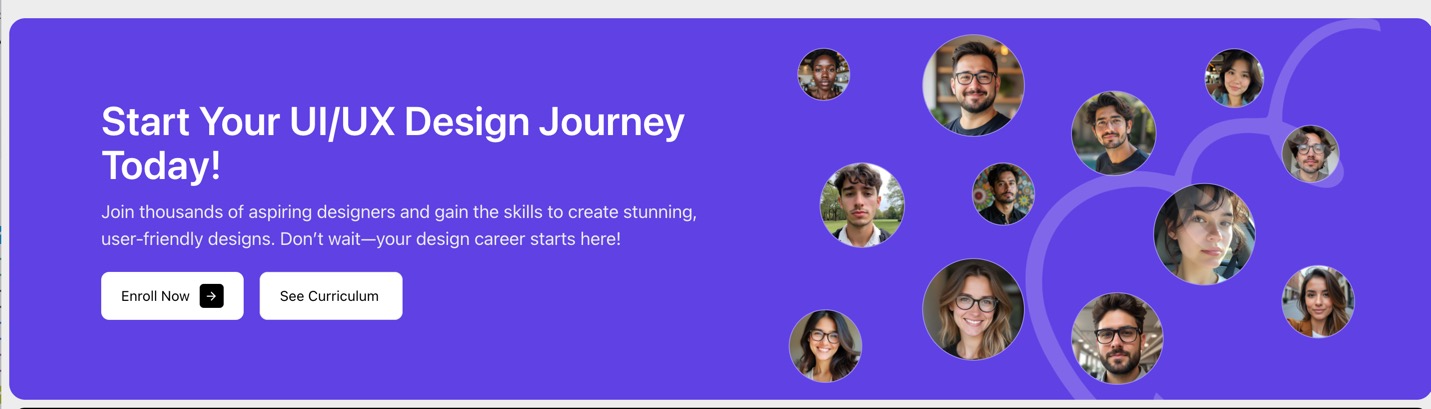 Start Your UI/UX Design Journey
Today!
Join thousands of aspiring designers and gain the skills to create stunning,
user-friendly designs. Don’t wait—your design career starts here!
Enroll Now
See Curriculum